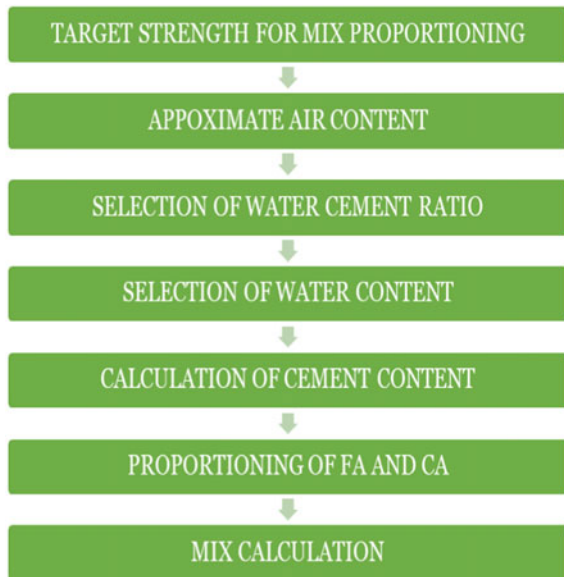 TARGET STRENGTH FOR MIX PROPORTIONING
APPOXIMATE AIR CONTENT
SELECTION OF WATER CEMENT RATIO
SELECTION OF WATER CONTENT
CALCULATION OF CEMENT CONTENT
PROPORTIONING OF FA AND CA
MIX CALCULATION